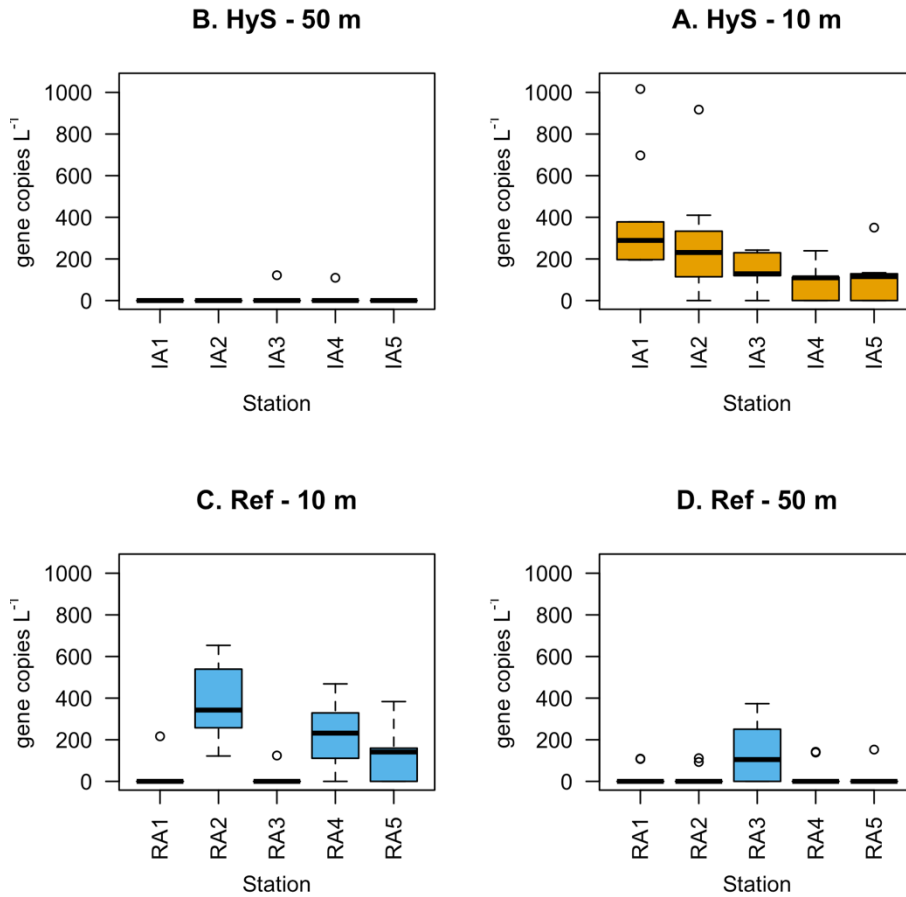 B. HyS - 50 m
gene copies L⁻¹
1000
800
600
400
200
0
IA1 IA2 IA3 IA4 IA5
Station
A. HyS - 10 m
gene copies L⁻¹
1000
800
600
400
200
0
IA1 IA2 IA3 IA4 IA5
Station
C. Ref - 10 m
gene copies L⁻¹
1000
800
600
400
200
0
RA1 RA2 RA3 RA4 RA5
Station
D. Ref - 50 m
gene copies L⁻¹
1000
800
600
400
200
0
RA1 RA2 RA3 RA4 RA5
Station